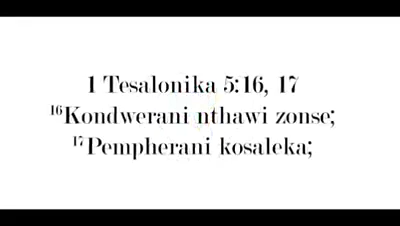 1 Tesalonika 5:16, 17
¹⁶Kondwerani nthawi zonse;
¹⁷Pempherani kosaleka;